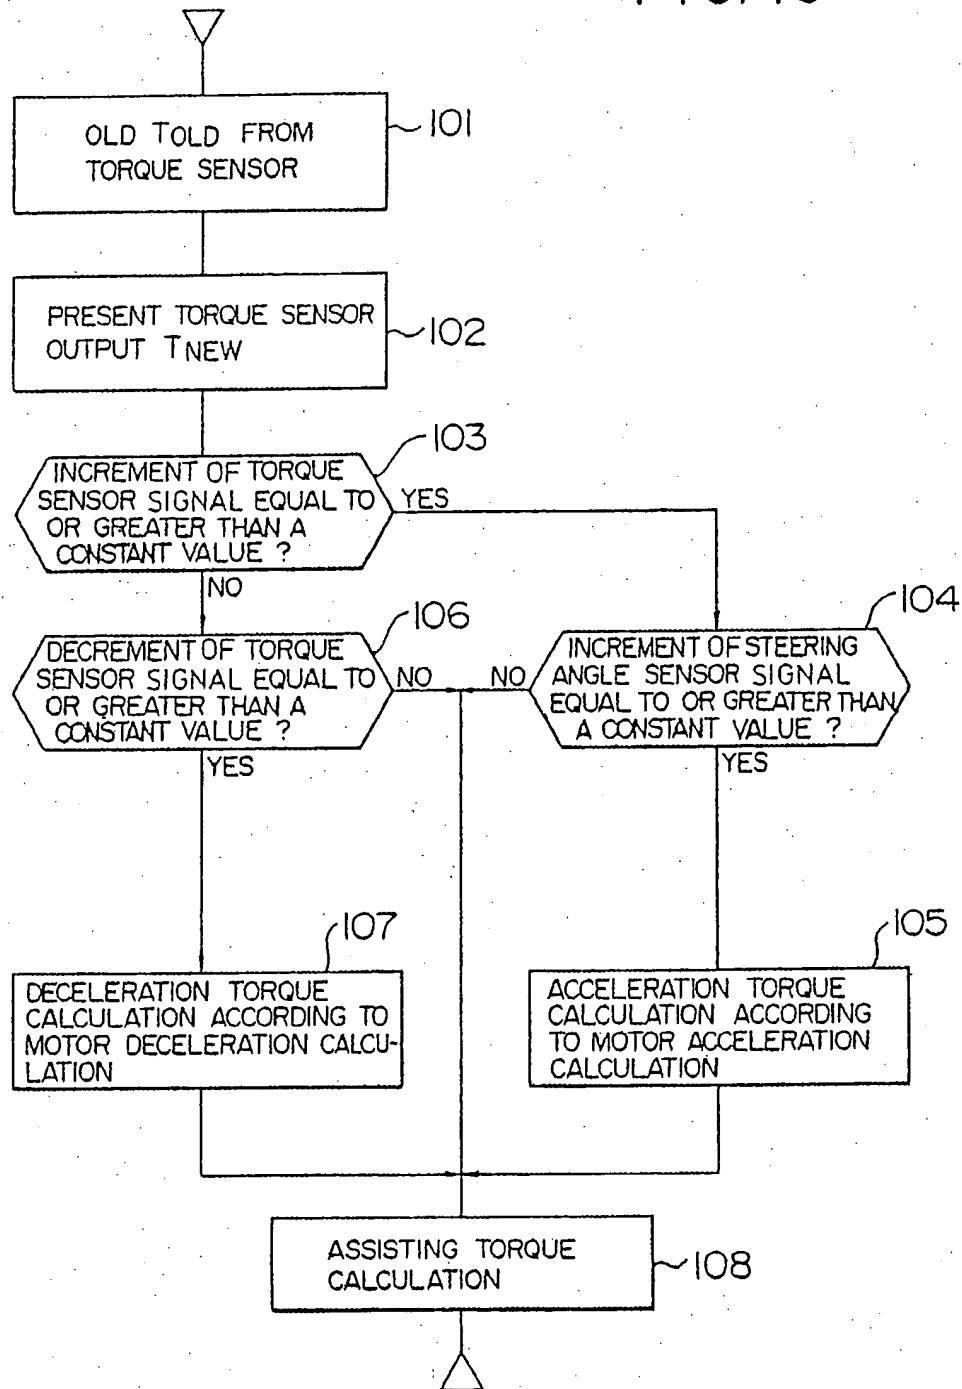 OLD TOLD FROM
TORQUE SENSOR
101
PRESENT TORQUE SENSOR
OUTPUT TNEW
102
103
INCREMENT OF TORQUE
SENSOR SIGNAL EQUAL TO
OR GREATER THAN A
CONSTANT VALUE ?
YES
NO
104
106
DECREMENT OF TORQUE
SENSOR SIGNAL EQUAL TO
OR GREATER THAN A
CONSTANT VALUE ?
NO
NO
INCREMENT OF STEERING
ANGLE SENSOR SIGNAL
EQUAL TO OR GREATER THAN
A CONSTANT VALUE ?
YES
YES
107
105
DECELERATION TORQUE
CALCULATION ACCORDING TO
MOTOR DECELERATION CALCU-
LATION
ACCELERATION TORQUE
CALCULATION ACCORDING
TO MOTOR ACCELERATION
CALCULATION
ASSISTING TORQUE
CALCULATION
108